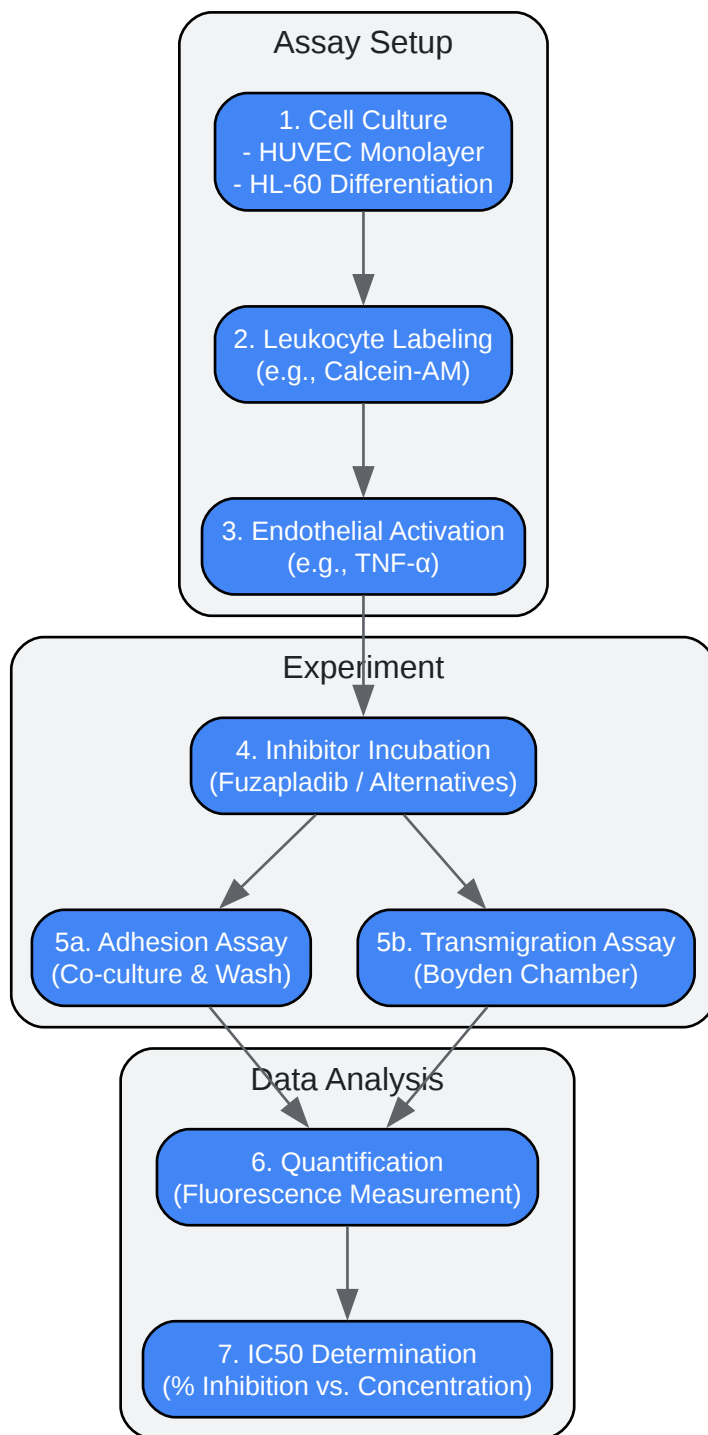 Assay Setup
1. Cell Culture
- HUVEC Monolayer
- HL-60 Differentiation
2. Leukocyte Labeling
(e.g., Calcein-AM)
3. Endothelial Activation
(e.g., TNF-α)
Experiment
4. Inhibitor Incubation
(Fuzapladib / Alternatives)
5a. Adhesion Assay
(Co-culture & Wash)
5b. Transmigration Assay
(Boyden Chamber)
Data Analysis
6. Quantification
(Fluorescence Measurement)
7. IC50 Determination
(% Inhibition vs. Concentration)